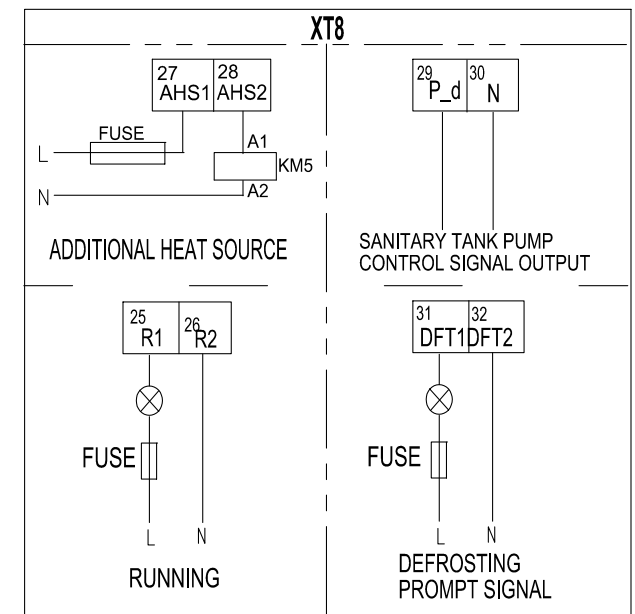 XT8
27 28
AHS1 AHS2
FUSE
L
A1
KM5
N
A2
ADDITIONAL HEAT SOURCE
29 30
P_d N
SANITARY TANK PUMP
CONTROL SIGNAL OUTPUT
25 26
R1 R2
FUSE
L N
RUNNING
31 32
DFT1 DFT2
FUSE
L N
DEFROSTING
PROMPT SIGNAL